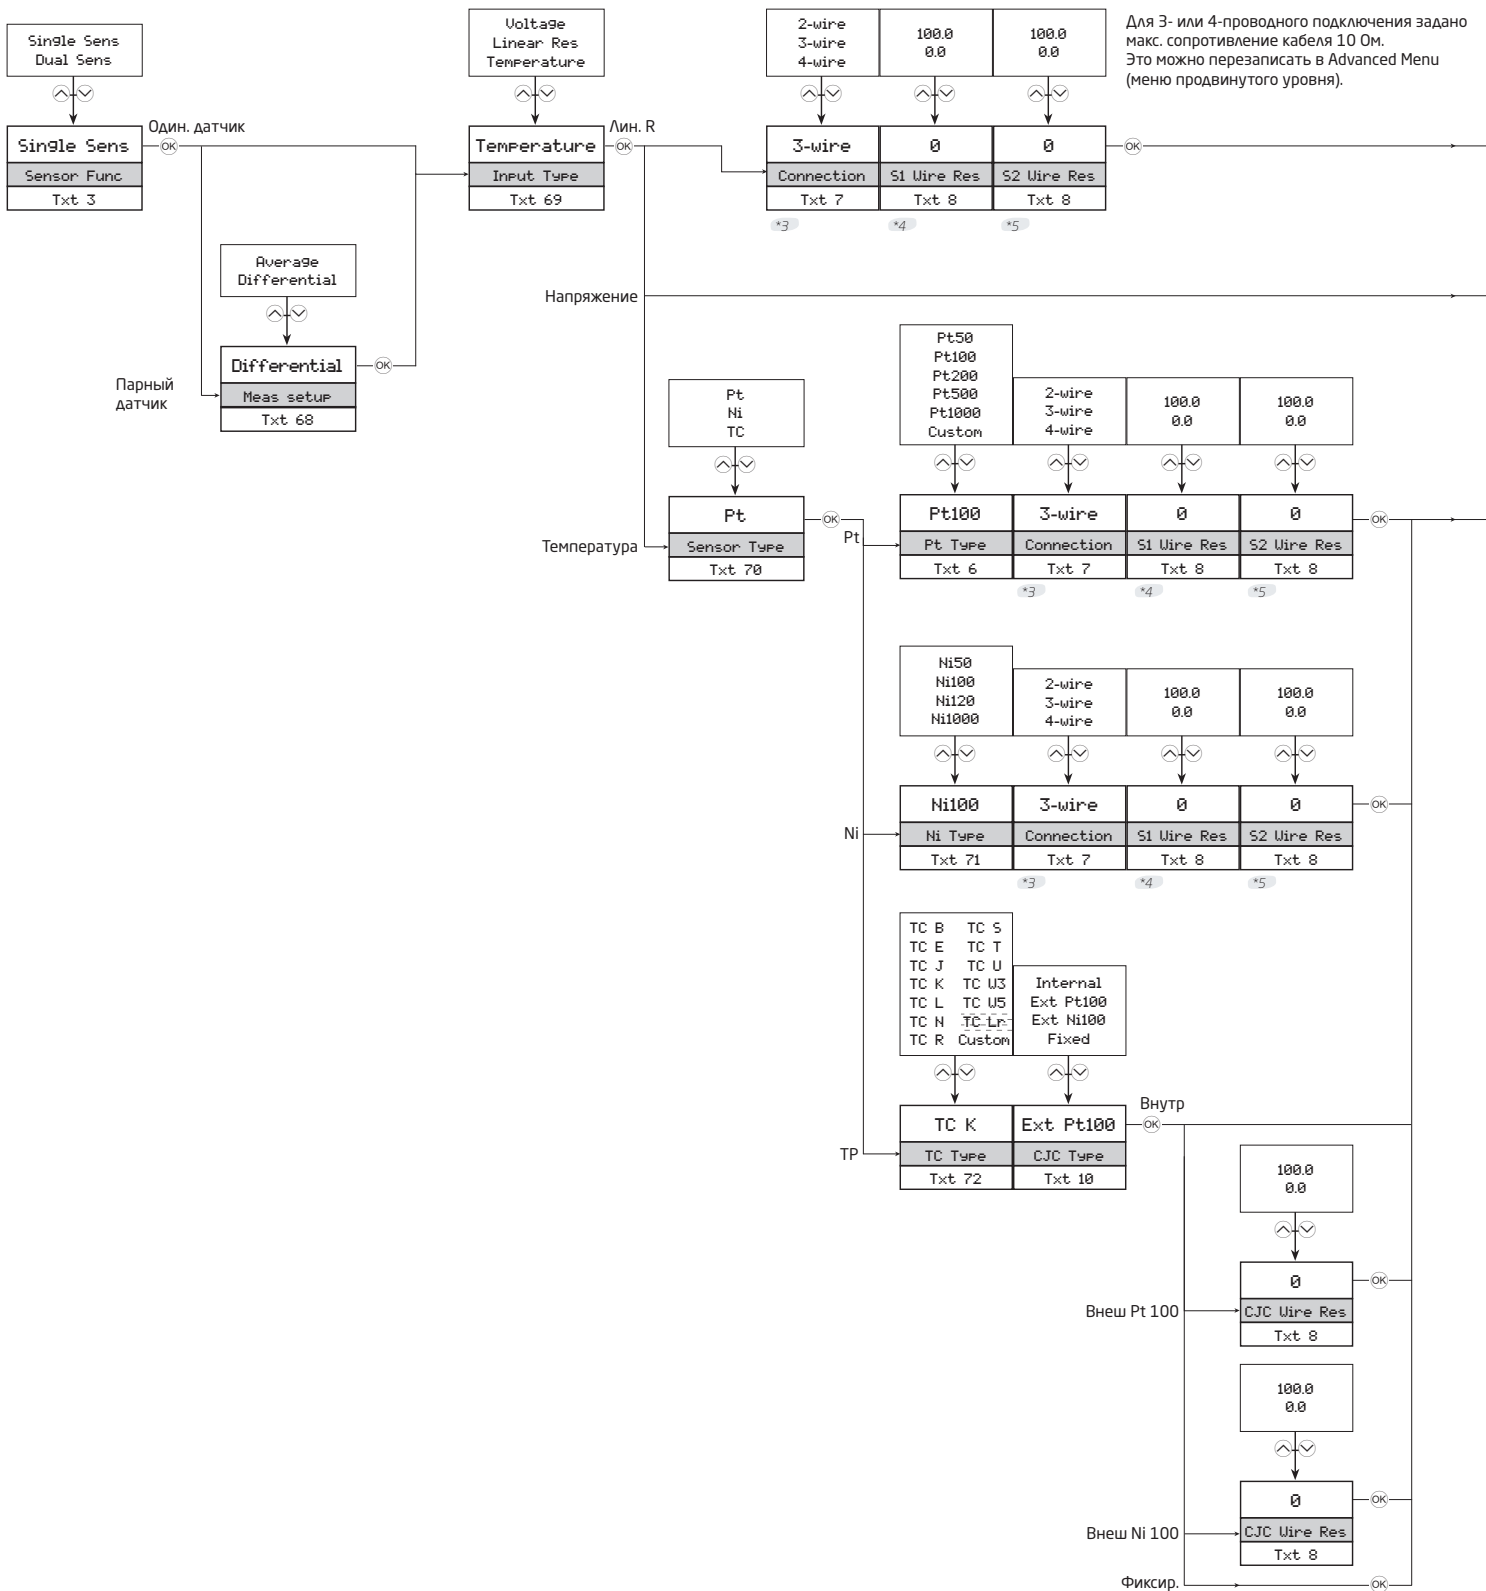 Single Sens
Dual Sens
Один. датчик
OK
Single Sens
Sensor Func
Txt 3
Average
Differential
Парный
датчик
Differential
OK
Meas setup
Txt 68
Voltage
Linear Res
Temperature
Лин. R
Temperature
OK
Input Type
Txt 69
2-wire
3-wire
4-wire
100.0
0.0
100.0
0.0
3-wire
0
0
OK
Connection
S1 Wire Res
S2 Wire Res
Txt 7
Txt 8
Txt 8
*3
*4
*5
Для 3- или 4-проводного подключения задано
макс. сопротивление кабеля 10 Ом.
Это можно перезаписать в Advanced Menu
(меню продвинутого уровня).
Напряжение
Температура
Pt
Ni
TC
Pt
OK
Sensor Type
Txt 70
Pt
Pt50
Pt100
Pt200
Pt500
Pt1000
Custom
2-wire
3-wire
4-wire
100.0
0.0
100.0
0.0
Pt100
3-wire
0
0
OK
Pt Type
Connection
S1 Wire Res
S2 Wire Res
Txt 6
Txt 7
Txt 8
Txt 8
*3
*4
*5
Ni50
Ni100
Ni120
Ni1000
2-wire
3-wire
4-wire
100.0
0.0
100.0
0.0
Ni
Ni100
3-wire
0
0
OK
Ni Type
Connection
S1 Wire Res
S2 Wire Res
Txt 71
Txt 7
Txt 8
Txt 8
*3
*4
*5
TC B TC S
TC E TC T
TC J TC U
TC K TC W3
TC L TC W5
TC N TC Lr
TC R Custom
Internal
Ext Pt100
Ext Ni100
Fixed
ТР
TC K
Ext Pt100
OK
Внутр
TC Type
CJC Type
Txt 72
Txt 10
100.0
0.0
Внеш Pt 100
0
OK
CJC Wire Res
Txt 8
100.0
0.0
Внеш Ni 100
0
OK
CJC Wire Res
Txt 8
Фиксир.
OK